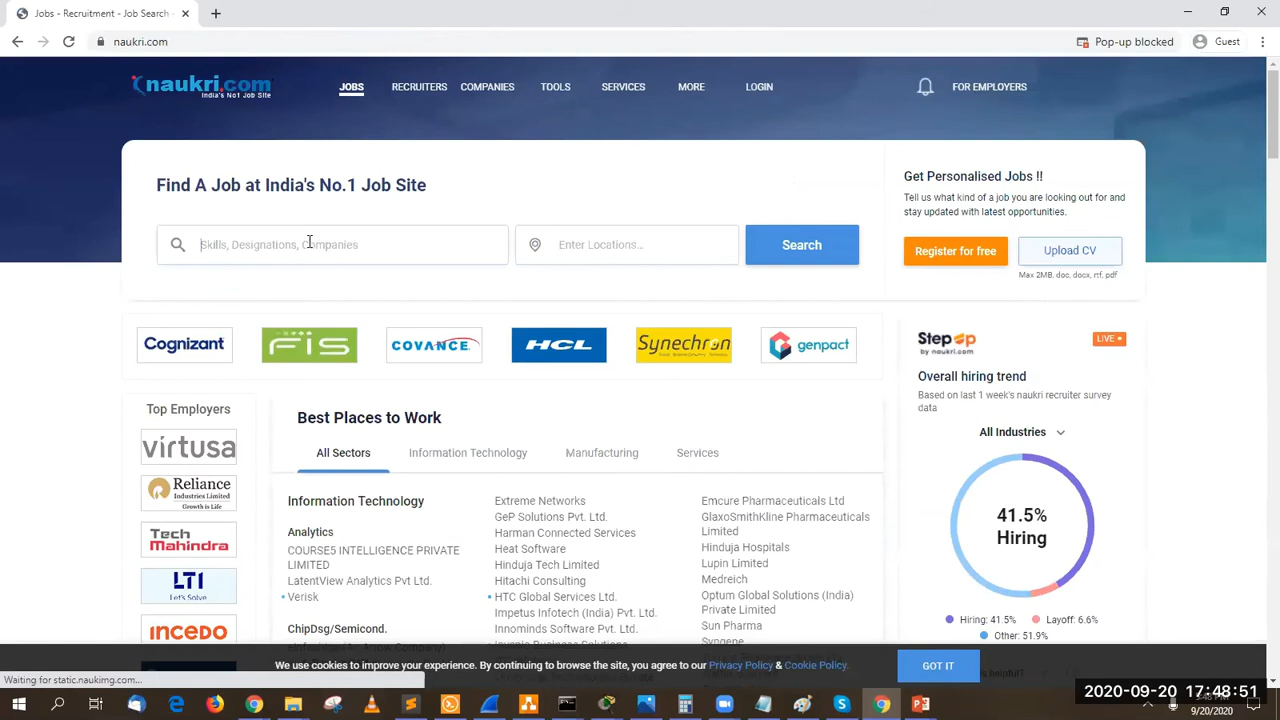 Jobs - Recruitment - Job Search -
naukri.com
Pop-up blocked
Guest
naukri.com
India's No1 Job Site
JOBS RECRUITERS COMPANIES TOOLS SERVICES MORE LOGIN FOR EMPLOYERS
Find A Job at India's No.1 Job Site
Skills, Designations, Companies
Enter Locations...
Search
Get Personalised Jobs !!
Tell us what kind of a job you are looking out for and
stay updated with latest opportunities.
Register for free
Upload CV
Max 2MB, doc, docx, rtf, pdf
Cognizant
FIS
COVANCE
HCL
Synechron
genpact
Top Employers
virtusa
Reliance
Industries Limited
Growth is Life
Tech
Mahindra
LTI
Let's Solve
INCEDO
Best Places to Work
All Sectors Information Technology Manufacturing Services
Information Technology
Analytics
COURSE5 INTELLIGENCE PRIVATE
LIMITED
LatentView Analytics Pvt Ltd.
Verisk
ChipDsg/Semicond.
Extreme Networks
GeP Solutions Pvt. Ltd.
Harman Connected Services
Heat Software
Hinduja Tech Limited
Hitachi Consulting
HTC Global Services Ltd.
Impetus Infotech (India) Pvt. Ltd.
Innominds Software Pvt. Ltd.
Emcure Pharmaceuticals Ltd
GlaxoSmithKline Pharmaceuticals
Limited
Hinduja Hospitals
Lupin Limited
Medreich
Optum Global Solutions (India)
Private Limited
Sun Pharma
Syngene
Step Up
by naukri.com
LIVE
Overall hiring trend
Based on last 1 week's naukri recruiter survey
data
All Industries
41.5%
Hiring
Hiring: 41.5% Layoff: 6.6%
Other: 51.9%
We use cookies to improve your experience. By continuing to browse the site, you agree to our Privacy Policy & Cookie Policy.
GOT IT
Waiting for static.naukimg.com...
2020-09-20 17:48:51
9/20/2020